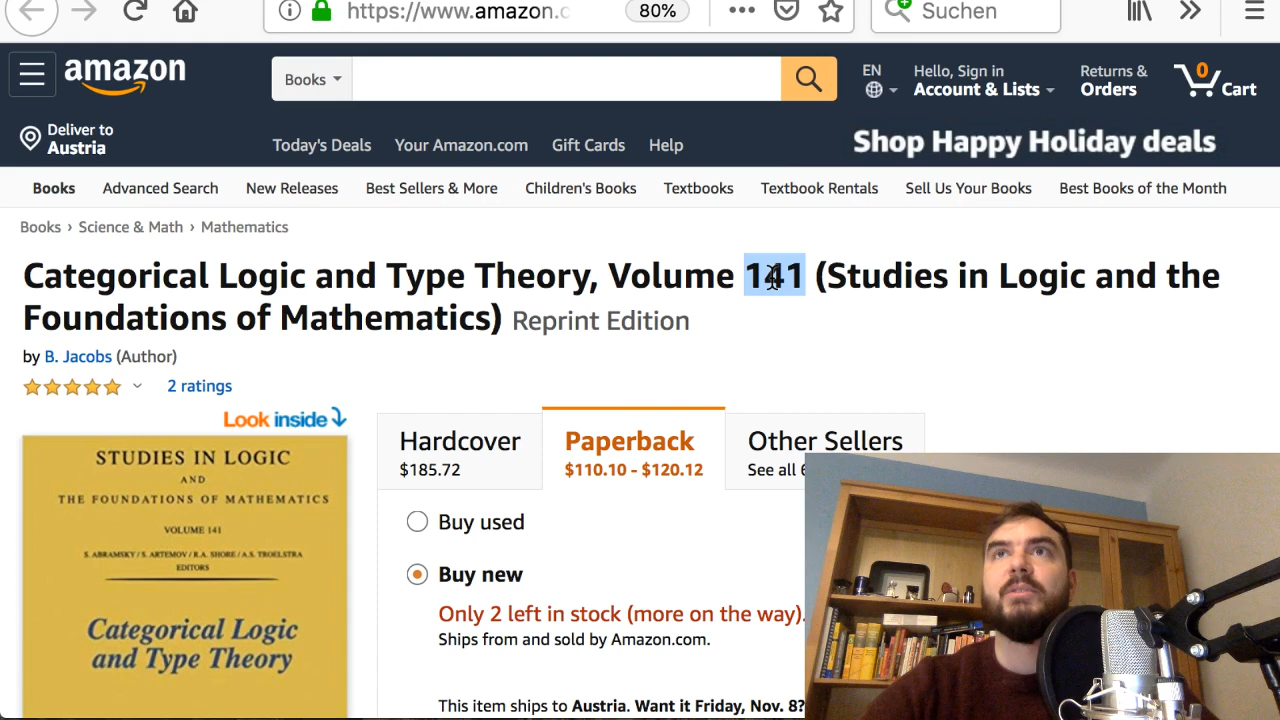 https://www.amazon.c
80%
Suchen
amazon
Books
EN
Hello, Sign in
Account & Lists
Returns &
Orders
0
Cart
Deliver to
Austria
Today's Deals
Your Amazon.com
Gift Cards
Help
Shop Happy Holiday deals
Books
Advanced Search
New Releases
Best Sellers & More
Children's Books
Textbooks
Textbook Rentals
Sell Us Your Books
Best Books of the Month
Books › Science & Math › Mathematics
Categorical Logic and Type Theory, Volume 141 (Studies in Logic and the
Foundations of Mathematics) Reprint Edition
by B. Jacobs (Author)
2 ratings
Look inside
STUDIES IN LOGIC
AND
THE FOUNDATIONS OF MATHEMATICS
VOLUME 141
S. ABRAMSKY / S. ARTEMOV / R.A. SHORE / A.S. TROELSTRA
EDITORS
Categorical Logic
and Type Theory
Hardcover
$185.72
Paperback
$110.10 - $120.12
Other Sellers
See all
Buy used
Buy new
Only 2 left in stock (more on the way).
Ships from and sold by Amazon.com.
This item ships to Austria. Want it Friday, Nov. 8?